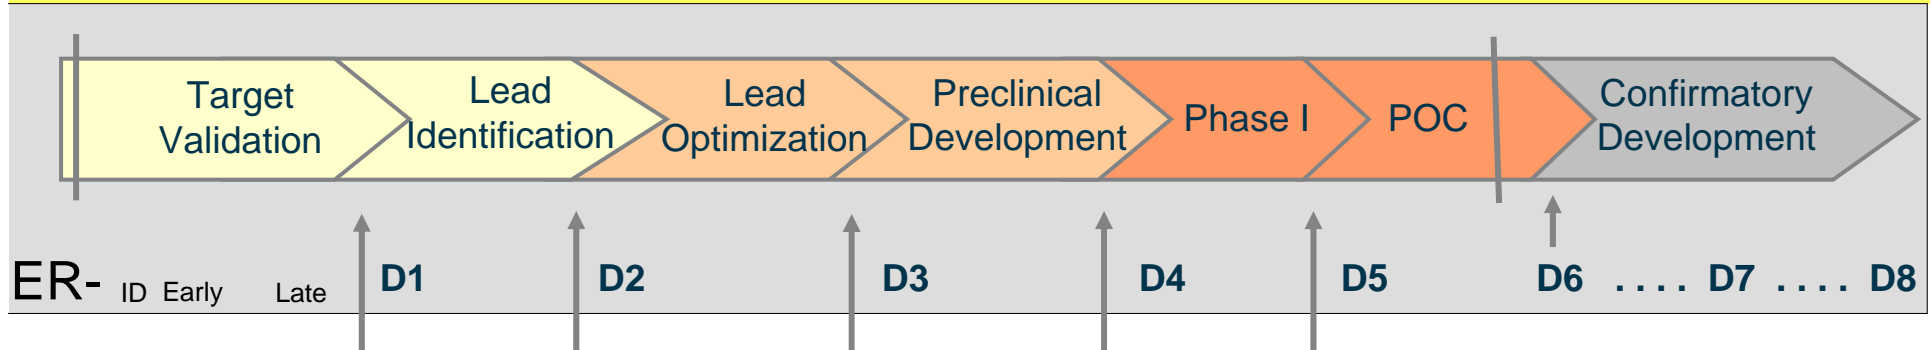 Target
Validation
Lead
Identification
Lead
Optimization
Preclinical
Development
Phase I
POC
Confirmatory
Development
ER- ID Early Late D1 D2 D3 D4 D5 D6 .... D7 .... D8